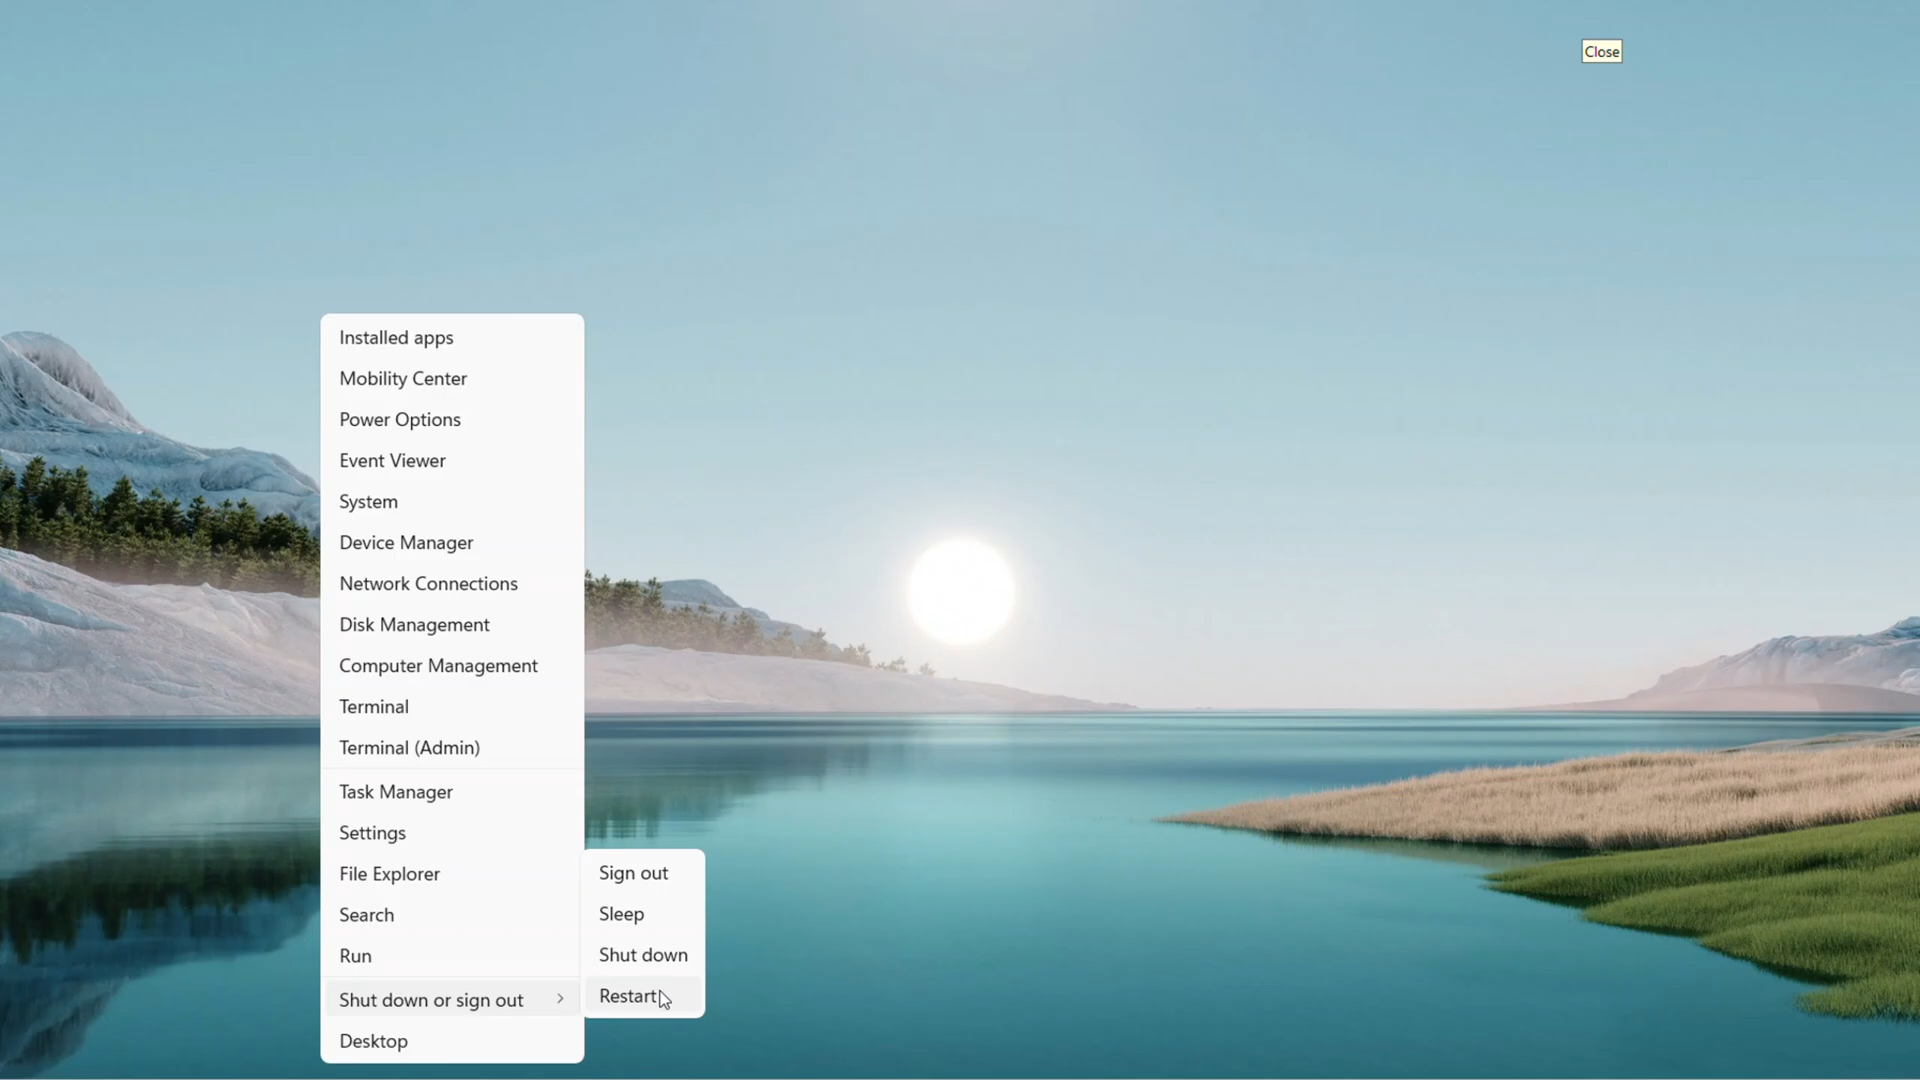 Close
Installed apps
Mobility Center
Power Options
Event Viewer
System
Device Manager
Network Connections
Disk Management
Computer Management
Terminal
Terminal (Admin)
Task Manager
Settings
File Explorer
Search
Run
Shut down or sign out
Desktop
Sign out
Sleep
Shut down
Restart